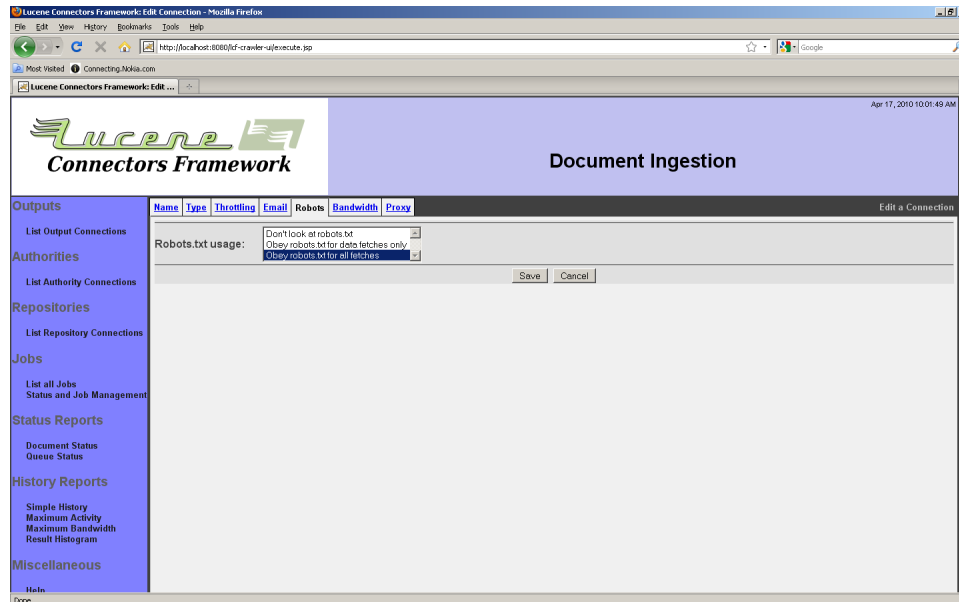 Lucene Connectors Framework: Edit Connection - Mozilla Firefox
File Edit View History Bookmarks Tools Help
http://localhost:8080/lcf-crawler-ui/execute.jsp
Google
Most Visited Connecting.Nokia.com
Lucene Connectors Framework: Edit ...
Apr 17, 2010 10:01:49 AM
Lucene
Connectors Framework
Document Ingestion
Outputs
Name Type Throttling Email Robots Bandwidth Proxy
Edit a Connection
List Output Connections
Robots.txt usage:
Don't look at robots.txt
Obey robots.txt for data fetches only
Obey robots.txt for all fetches
Save Cancel
Authorities
List Authority Connections
Repositories
List Repository Connections
Jobs
List all Jobs
Status and Job Management
Status Reports
Document Status
Queue Status
History Reports
Simple History
Maximum Activity
Maximum Bandwidth
Result Histogram
Miscellaneous
Help
Done